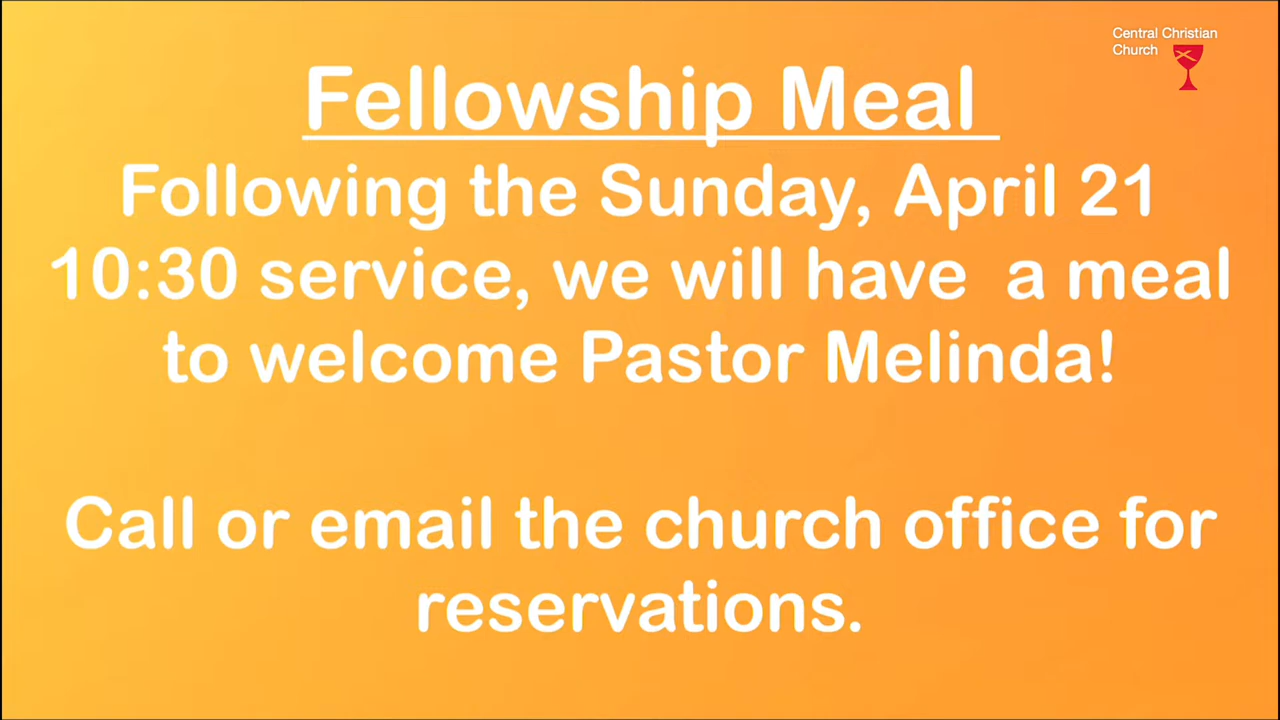 Central Christian
Church
Fellowship Meal
Following the Sunday, April 21
10:30 service, we will have  a meal
to welcome Pastor Melinda!
Call or email the church office for
reservations.